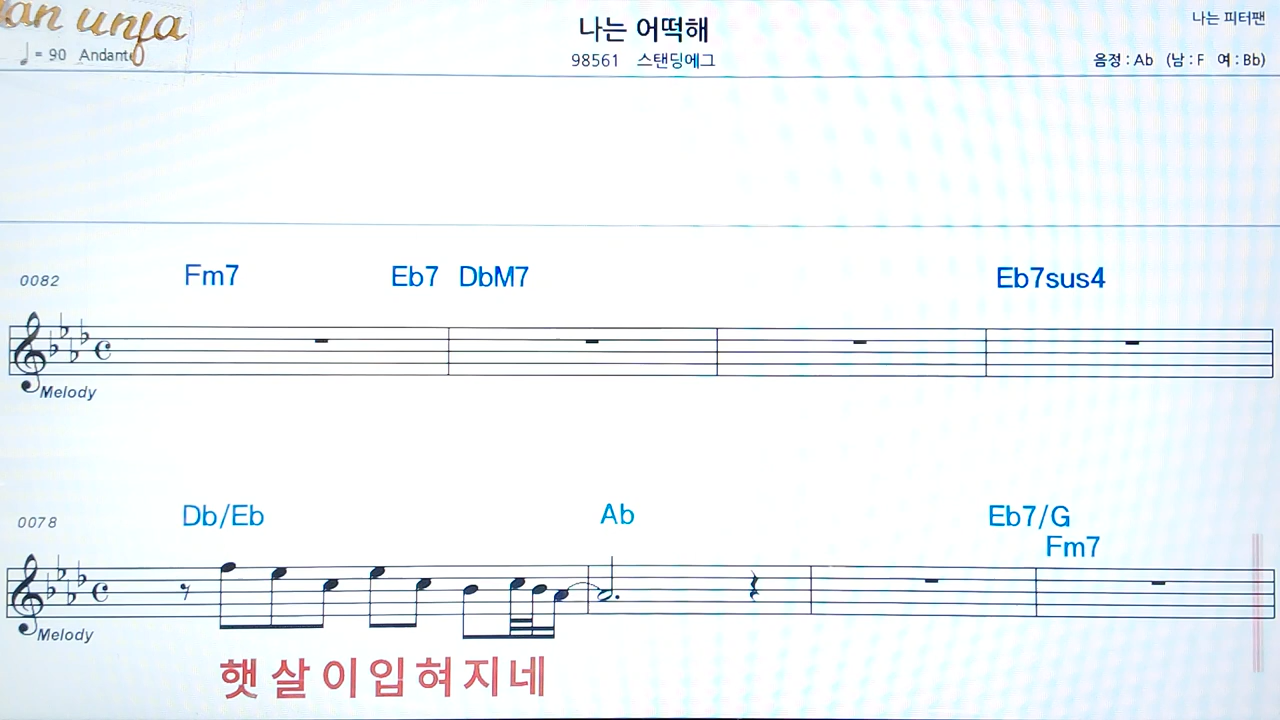 an unja
♩ = 90 Andante
나는 어떡해
98561 스탠딩에그
나는 피터팬
음정 : Ab (남 : F 여 : Bb)
0082
Fm7 Eb7 DbM7 Eb7sus4
Melody
0078
Db/Eb Ab Eb7/G
Fm7
Melody
햇살이입혀지네